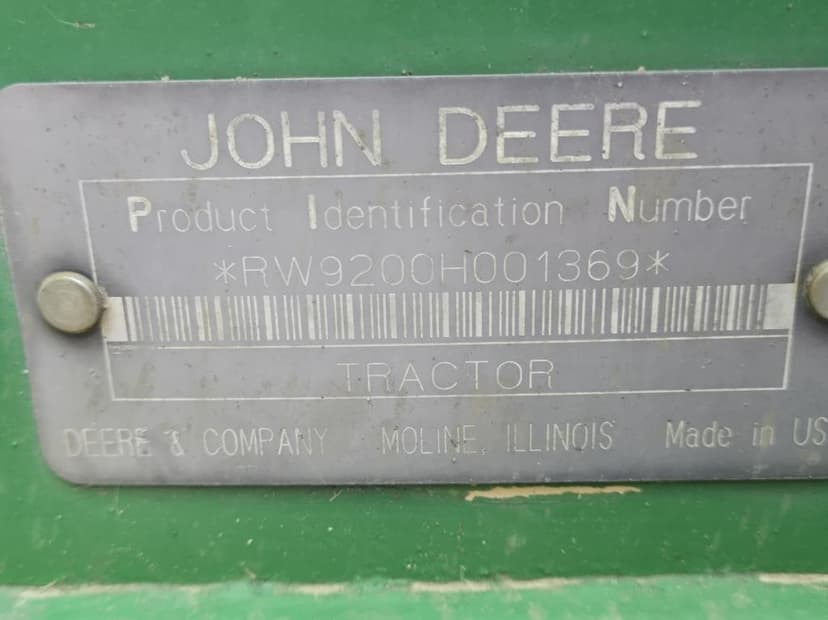 JOHN DEERE
Product Identification Number
*RW9200H001369*
TRACTOR
DEERE & COMPANY MOLINE, ILLINOIS Made in US